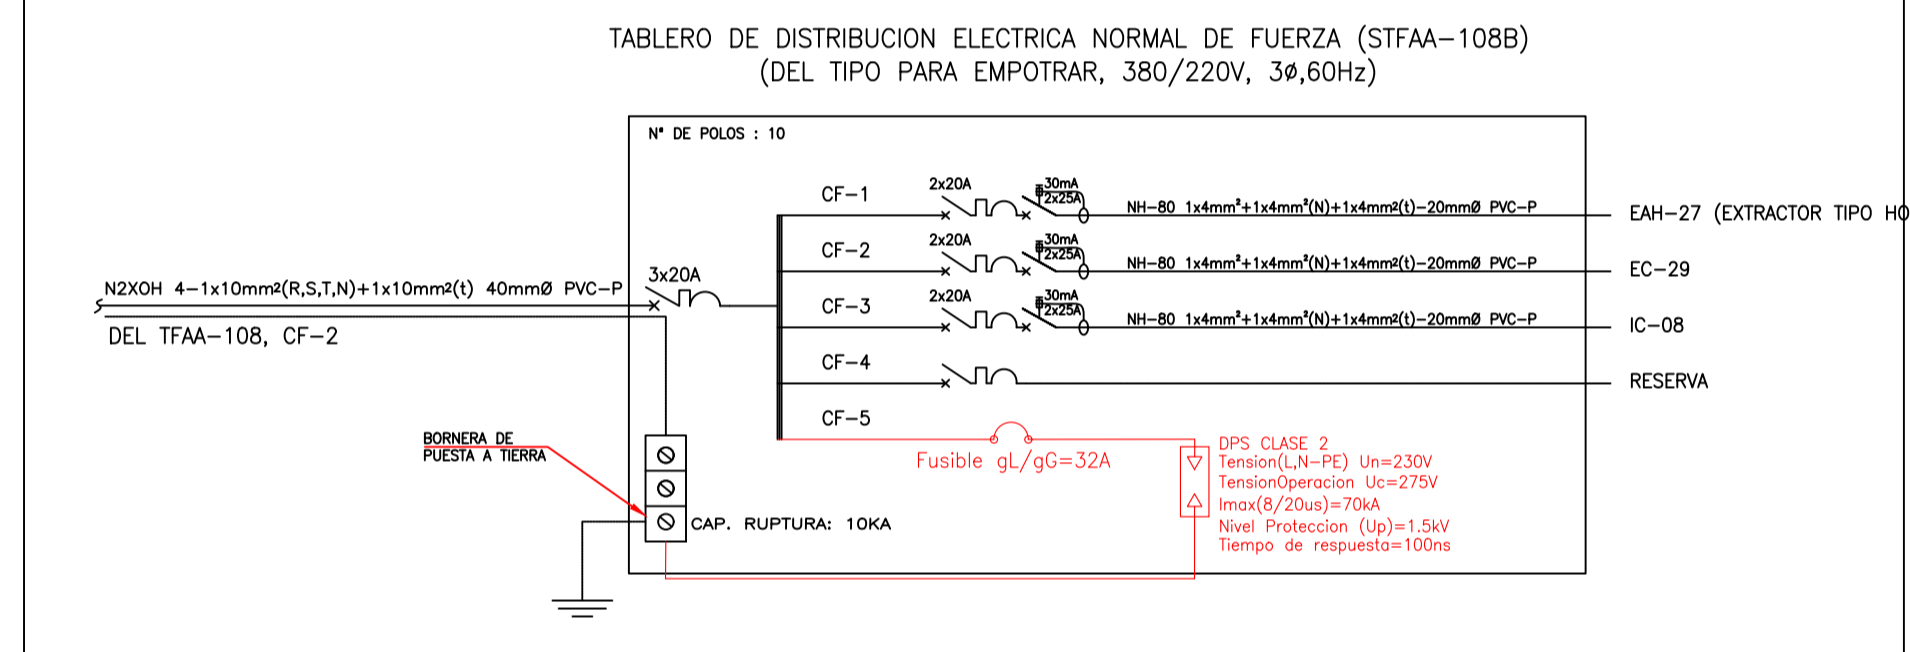 TABLERO DE DISTRIBUCION ELECTRICA NORMAL DE FUERZA (STFAA-108B)
(DEL TIPO PARA EMPOTRAR, 380/220V, 3ø,60Hz)
N° DE POLOS : 10
CF-1
2x20A
30mA
2x25A
NH-80 1x4mm²+1x4mm²(N)+1x4mm2(t)-20mmØ PVC-P
EAH-27 (EXTRACTOR TIPO HO
CF-2
2x20A
30mA
2x25A
NH-80 1x4mm²+1x4mm²(N)+1x4mm2(t)-20mmØ PVC-P
EC-29
N2XOH 4-1x10mm2(R,S,T,N)+1x10mm2(t) 40mmØ PVC-P
DEL TFAA-108, CF-2
3x20A
CF-3
2x20A
30mA
2x25A
NH-80 1x4mm²+1x4mm²(N)+1x4mm2(t)-20mmØ PVC-P
IC-08
CF-4
RESERVA
CF-5
Fusible gL/gG=32A
DPS CLASE 2
Tension(L,N-PE) Un=230V
TensionOperacion Uc=275V
Imax(8/20us)=70kA
Nivel Proteccion (Up)=1.5kV
Tiempo de respuesta=100ns
BORNERA DE
PUESTA A TIERRA
CAP. RUPTURA: 10KA